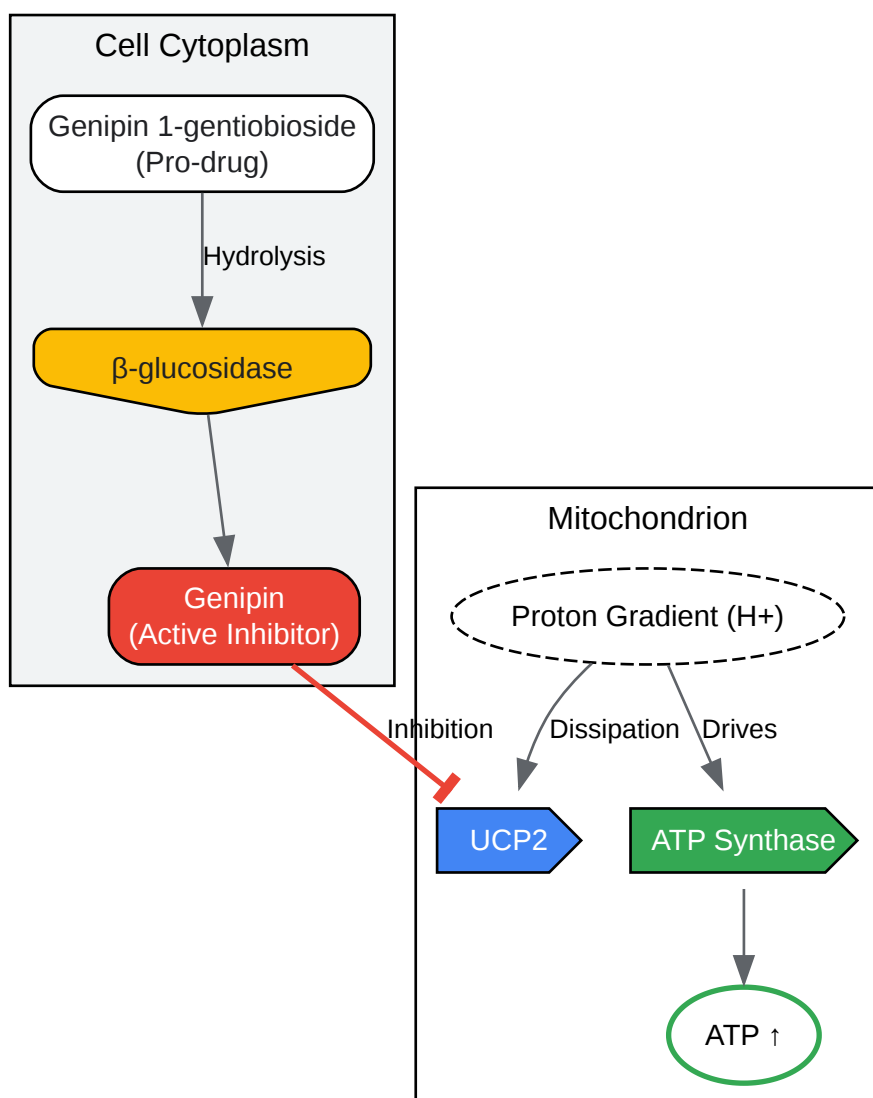 Cell Cytoplasm
Genipin 1-gentiobioside
(Pro-drug)
Hydrolysis
β-glucosidase
Genipin
(Active Inhibitor)
Mitochondrion
Proton Gradient (H+)
Inhibition
Dissipation
Drives
UCP2
ATP Synthase
ATP ↑